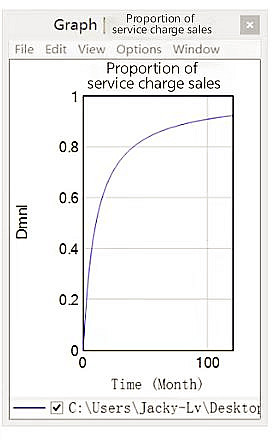 Graph
Proportion of
service charge sales
File Edit View Options Window
Proportion of
service charge sales
1
0.8
0.6
0.4
0.2
0
Dmnl
0 100
Time (Month)
C:\Users\Jacky-Lv\Desktop